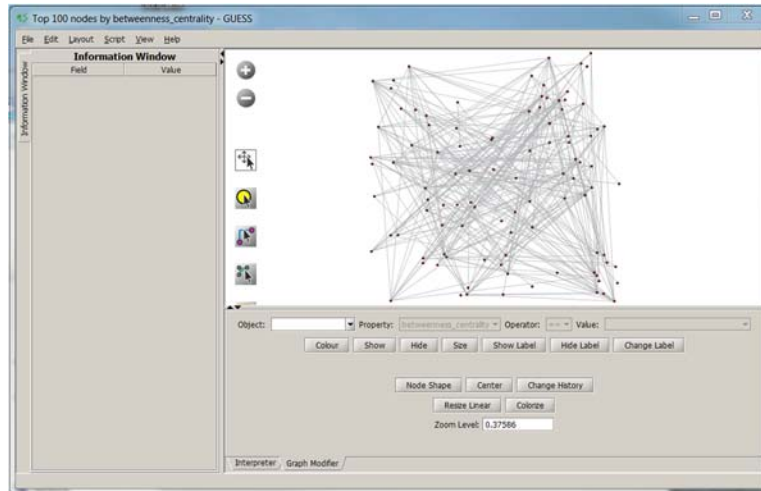 Top 100 nodes by betweenness_centrality - GUESS
File Edit Layout Script View Help
Information Window
Information Window
Field Value
Object: Property: betweenness_centrality Operator: == Value:
Colour Show Hide Size Show Label Hide Label Change Label
Node Shape Center Change History
Resize Linear Colorize
Zoom Level: 0.37586
Interpreter Graph Modifier